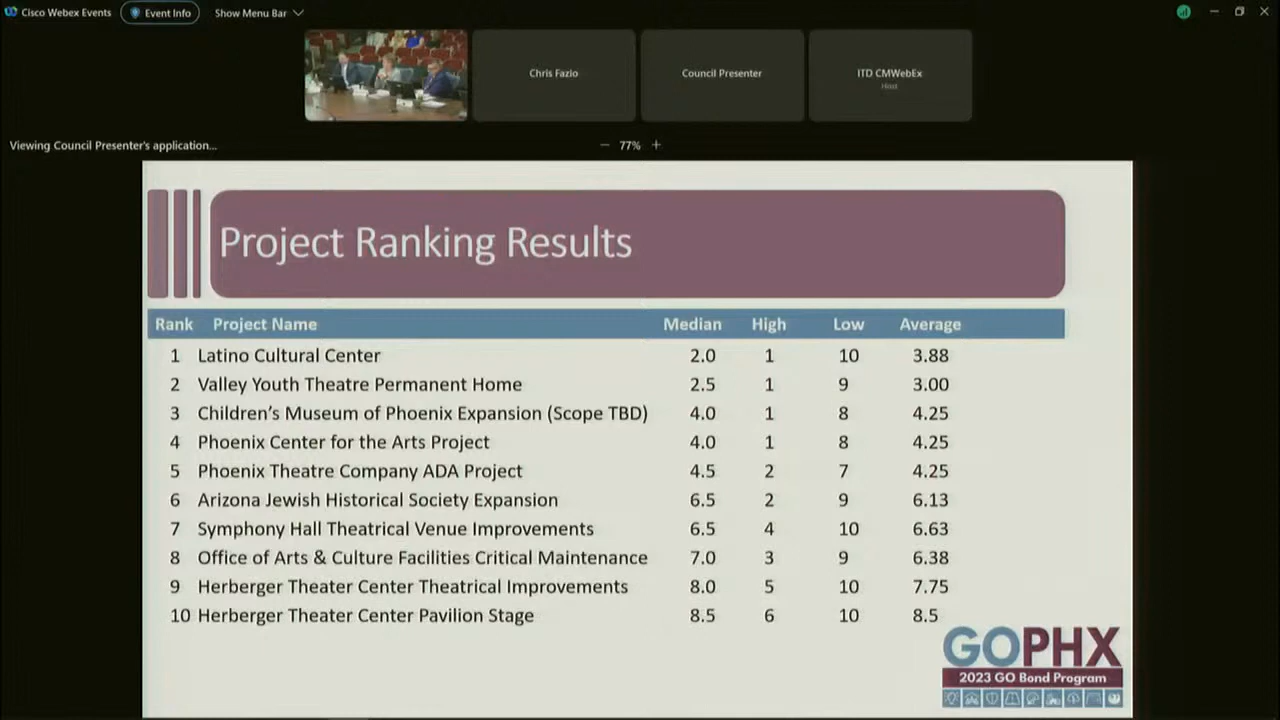 Cisco Webex Events Event Info Show Menu Bar
Chris Fazio Council Presenter ITD CMWebEx
Host
Viewing Council Presenter's application... 77%
Project Ranking Results
Rank Project Name Median High Low Average
1 Latino Cultural Center 2.0 1 10 3.88
2 Valley Youth Theatre Permanent Home 2.5 1 9 3.00
3 Children's Museum of Phoenix Expansion (Scope TBD) 4.0 1 8 4.25
4 Phoenix Center for the Arts Project 4.0 1 8 4.25
5 Phoenix Theatre Company ADA Project 4.5 2 7 4.25
6 Arizona Jewish Historical Society Expansion 6.5 2 9 6.13
7 Symphony Hall Theatrical Venue Improvements 6.5 4 10 6.63
8 Office of Arts & Culture Facilities Critical Maintenance 7.0 3 9 6.38
9 Herberger Theater Center Theatrical Improvements 8.0 5 10 7.75
10 Herberger Theater Center Pavilion Stage 8.5 6 10 8.5
GOPHX
2023 GO Bond Program